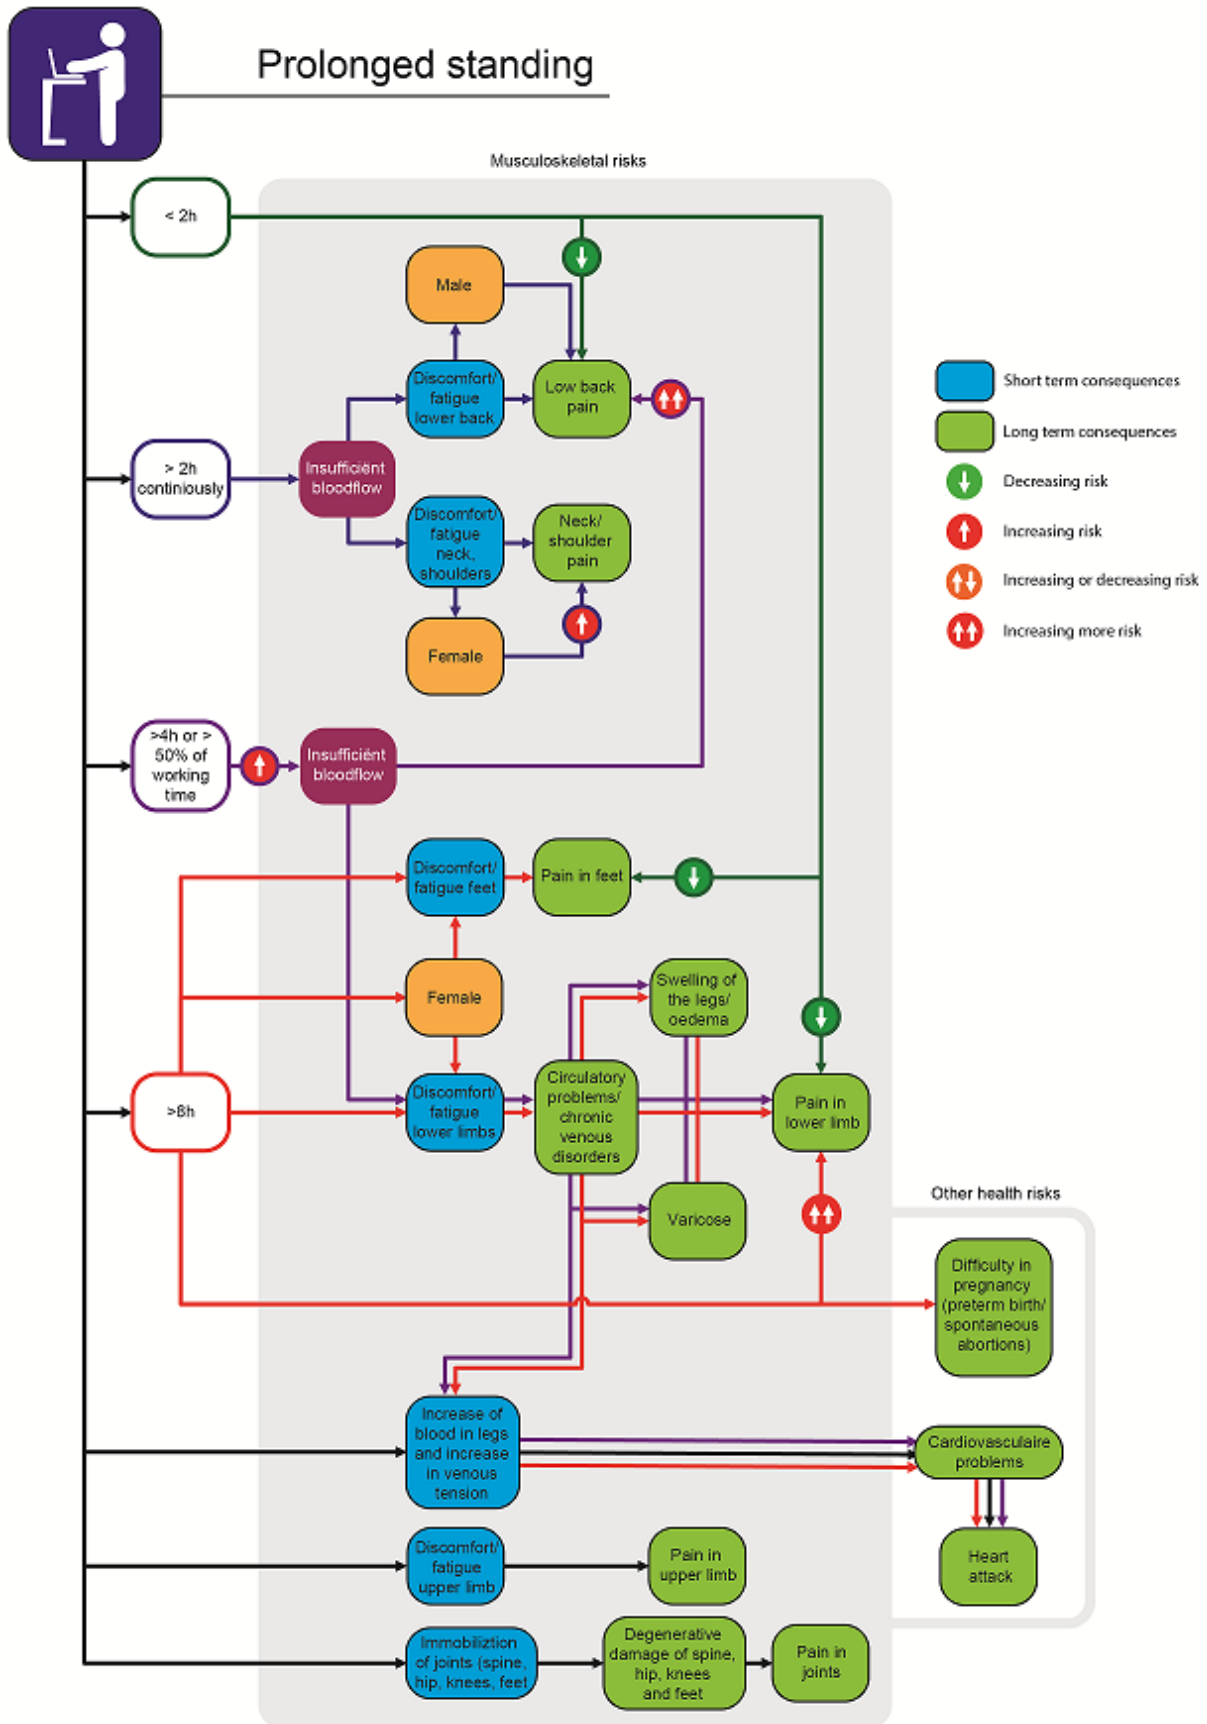 Prolonged standing
Musculoskeletal risks
< 2h
Male
Discomfort/
fatigue
lower back
Low back
pain
> 2h
continiously
Insufficiënt
bloodflow
Discomfort/
fatigue
neck,
shoulders
Neck/
shoulder
pain
Female
Short term consequences
Long term consequences
Decreasing risk
Increasing risk
Increasing or decreasing risk
Increasing more risk
>4h or >
50% of
working
time
Insufficiënt
bloodflow
Discomfort/
fatigue feet
Pain in feet
Female
Swelling of
the legs/
oedema
>8h
Discomfort/
fatigue
lower limbs
Circulatory
problems/
chronic
venous
disorders
Pain in
lower limb
Varicose
Other health risks
Difficulty in
pregnancy
(preterm birth/
spontaneous
abortions)
Increase of
blood in legs
and increase
in venous
tension
Cardiovasculaire
problems
Heart
attack
Discomfort/
fatigue
upper limb
Pain in
upper limb
Immobiliztion
of joints (spine,
hip, knees, feet
Degenerative
damage of spine,
hip, knees
and feet
Pain in
joints